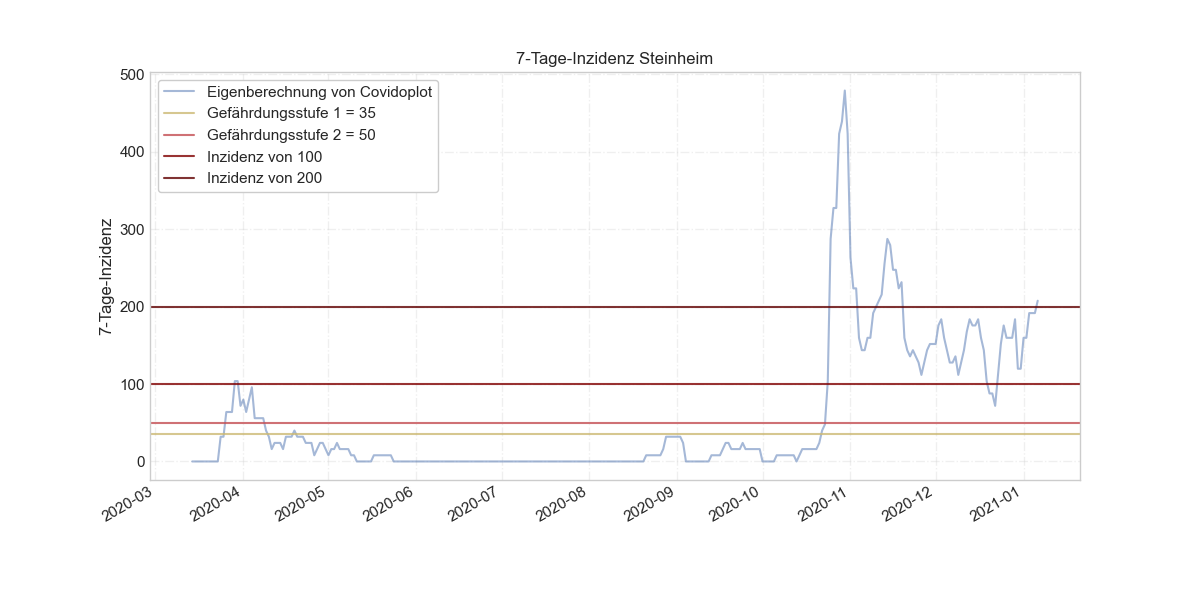 7-Tage-Inzidenz Steinheim
Eigenberechnung von Covidoplot
Gefährdungsstufe 1 = 35
Gefährdungsstufe 2 = 50
Inzidenz von 100
Inzidenz von 200
7-Tage-Inzidenz
500
400
300
200
100
0
2020-03
2020-04
2020-05
2020-06
2020-07
2020-08
2020-09
2020-10
2020-11
2020-12
2021-01